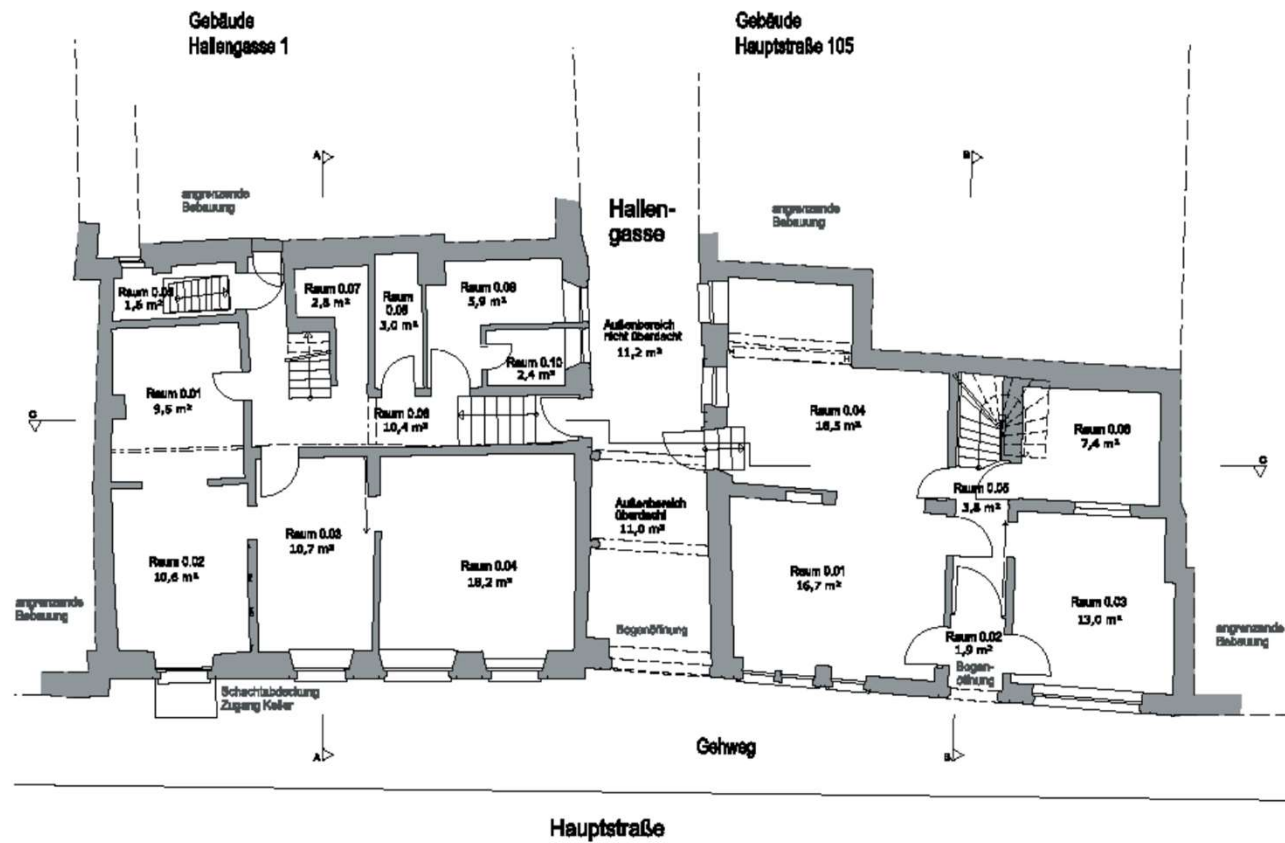 Gebäude
Hallengasse 1
Gebäude
Hauptstraße 105
A
B
angrenzende
Bebauung
Hallen-
gasse
angrenzende
Bebauung
Raum 0.05
1,6 m²
Raum 0.07
2,8 m²
Raum
3,0 m²
Raum 0.09
5,9 m²
Raum 0.10
2,4 m²
Außenbereich
nicht überdacht
11,2 m²
Raum 0.01
9,5 m²
Raum 0.06
10,4 m²
Raum 0.04
Raum 0.06
7,4 m²
C
C
Raum 0.05
3,8 m²
Außenbereich
überdacht
11,0 m²
Raum 0.02
10,6 m²
Raum 0.03
10,7 m²
Raum 0.04
18,2 m²
Raum 0.01
16,7 m²
Raum 0.03
13,0 m²
angrenzende
Bebauung
Bogenöffnung
Raum 0.02
1,9 m²
Bogen-
öffnung
angrenzende
Bebauung
Schachtabdeckung
Zugang Keller
A
B
Gehweg
Hauptstraße